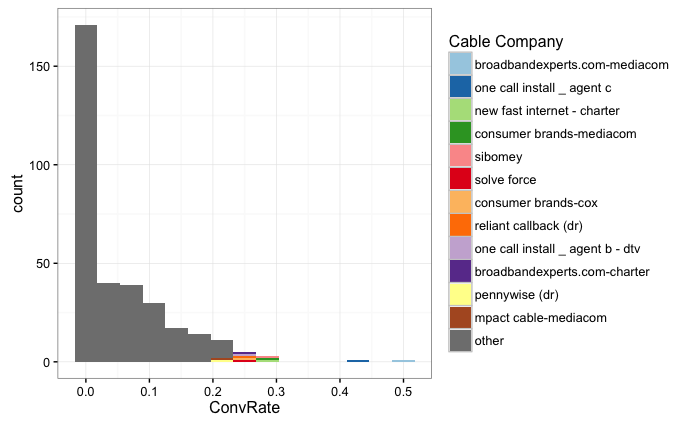 Cable Company
broadbandexperts.com-mediacom
one call install _ agent c
new fast internet - charter
consumer brands-mediacom
sibomey
solve force
consumer brands-cox
reliant callback (dr)
one call install _ agent b - dtv
broadbandexperts.com-charter
pennywise (dr)
mpact cable-mediacom
other
count
150
100
50
0
0.0 0.1 0.2 0.3 0.4 0.5
ConvRate